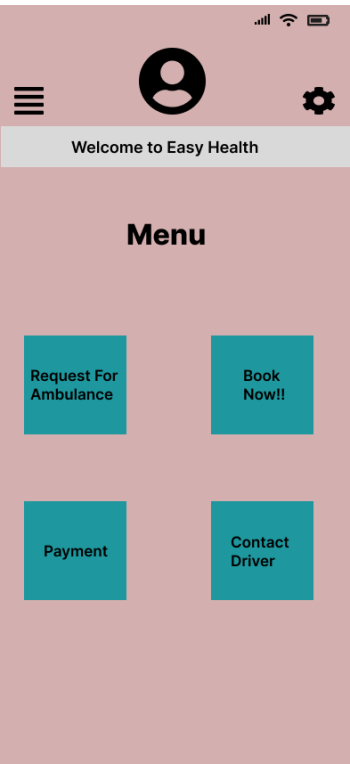 Welcome to Easy Health
Menu
Request For
Ambulance
Book
Now!!
Payment
Contact
Driver